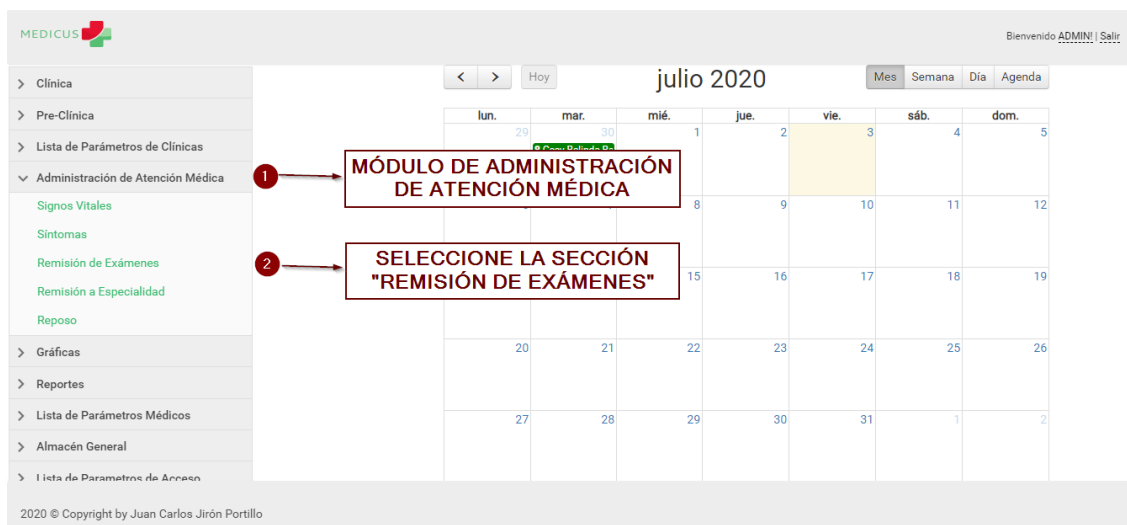 MEDICUS
Bienvenido ADMIN! | Salir
Clínica
Pre-Clínica
Lista de Parámetros de Clínicas
Administración de Atención Médica
Signos Vitales
Síntomas
Remisión de Exámenes
Remisión a Especialidad
Reposo
Gráficas
Reportes
Lista de Parámetros Médicos
Almacén General
Lista de Parametros de Acceso
Hoy
julio 2020
Mes Semana Día Agenda
lun. mar. mié. jue. vie. sáb. dom.
29 30 1 2 3 4 5
1 MÓDULO DE ADMINISTRACIÓN
DE ATENCIÓN MÉDICA
8 9 10 11 12
2 SELECCIONE LA SECCIÓN
"REMISIÓN DE EXÁMENES"
15 16 17 18 19
20 21 22 23 24 25 26
27 28 29 30 31 1 2
2020 © Copyright by Juan Carlos Jirón Portillo